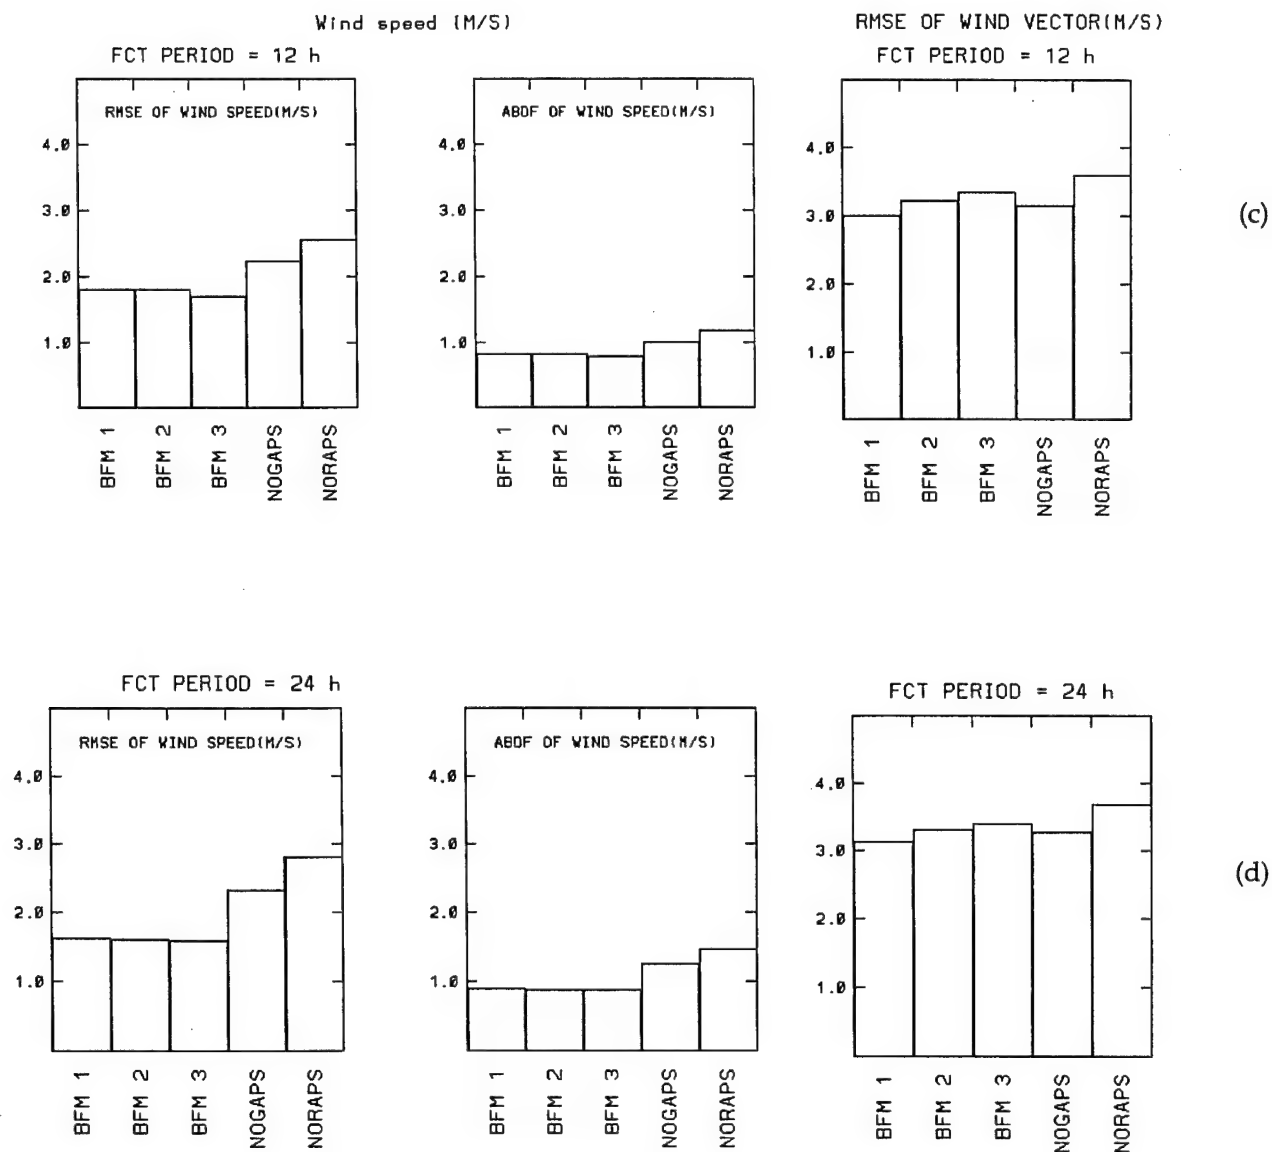 Wind speed (M/S)
RMSE OF WIND VECTOR(M/S)
FCT PERIOD = 12 h
FCT PERIOD = 12 h
RMSE OF WIND SPEED(M/S)
4.0
3.0
2.0
1.0
BFM 1
BFM 2
BFM 3
NOGAPS
NORAPS
ABDF OF WIND SPEED(M/S)
4.0
3.0
2.0
1.0
BFM 1
BFM 2
BFM 3
NOGAPS
NORAPS
4.0
3.0
2.0
1.0
BFM 1
BFM 2
BFM 3
NOGAPS
NORAPS
(c)
FCT PERIOD = 24 h
FCT PERIOD = 24 h
RMSE OF WIND SPEED(M/S)
4.0
3.0
2.0
1.0
BFM 1
BFM 2
BFM 3
NOGAPS
NORAPS
ABDF OF WIND SPEED(M/S)
4.0
3.0
2.0
1.0
BFM 1
BFM 2
BFM 3
NOGAPS
NORAPS
4.0
3.0
2.0
1.0
BFM 1
BFM 2
BFM 3
NOGAPS
NORAPS
(d)